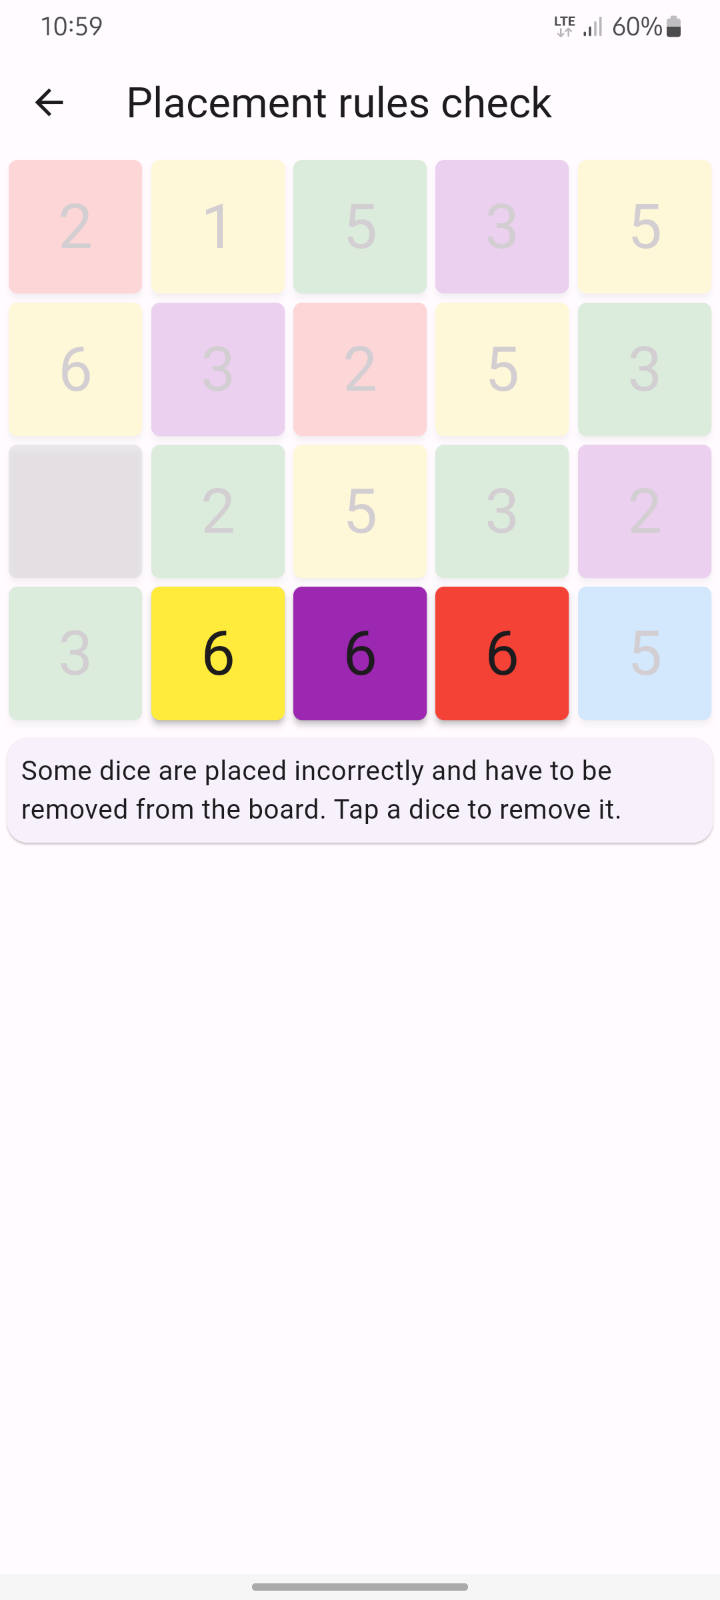 10:59 LTE 60%
Placement rules check
2 1 5 3 5
6 3 2 5 3
2 5 3 2
3 6 6 6 5
Some dice are placed incorrectly and have to be
removed from the board. Tap a dice to remove it.